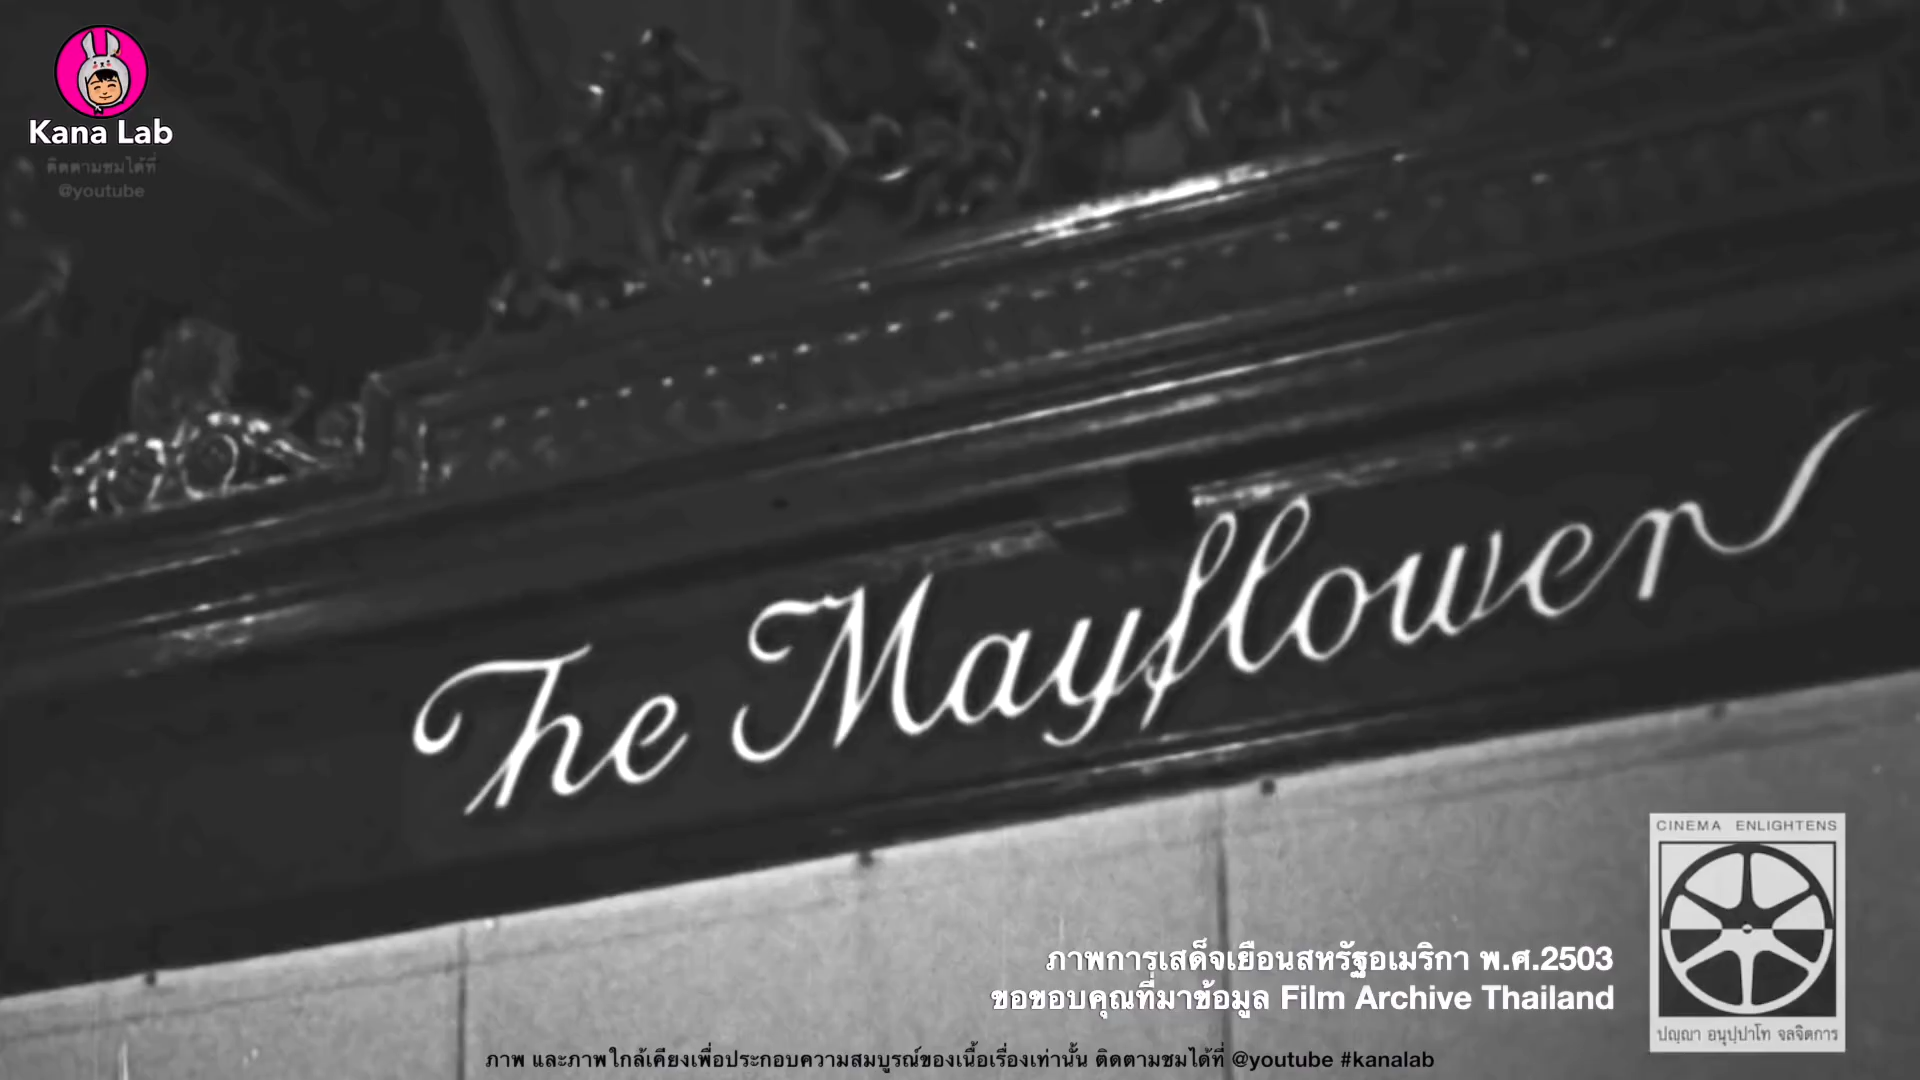 Kana Lab
ติดตามชมได้ที่
@youtube
The Mayflower
CINEMA ENLIGHTENS
ภาพการเสด็จเยือนสหรัฐอเมริกา พ.ศ.2503
ขอขอบคุณที่มาข้อมูล Film Archive Thailand
ปญฺญา อนุปฺปาโท จลจิตการ
ภาพ และภาพใกล้เคียงเพื่อประกอบความสมบูรณ์ของเนื้อเรื่องเท่านั้น ติดตามชมได้ที่ @youtube #kanalab